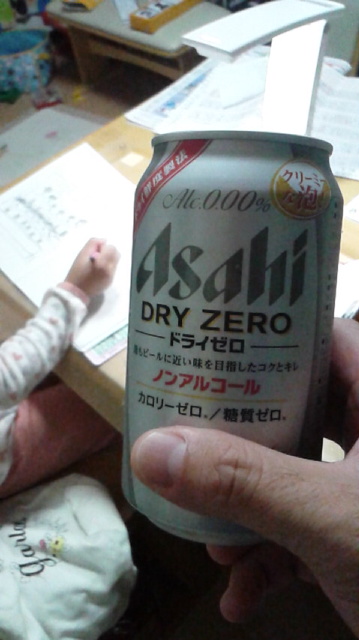 Alc.0.00%
クリーミー
泡
Asahi
DRY ZERO
ドライゼロ
ビールに近い味を目指したコクとキレ
ノンアルコール
カロリーゼロ。/糖質ゼロ。